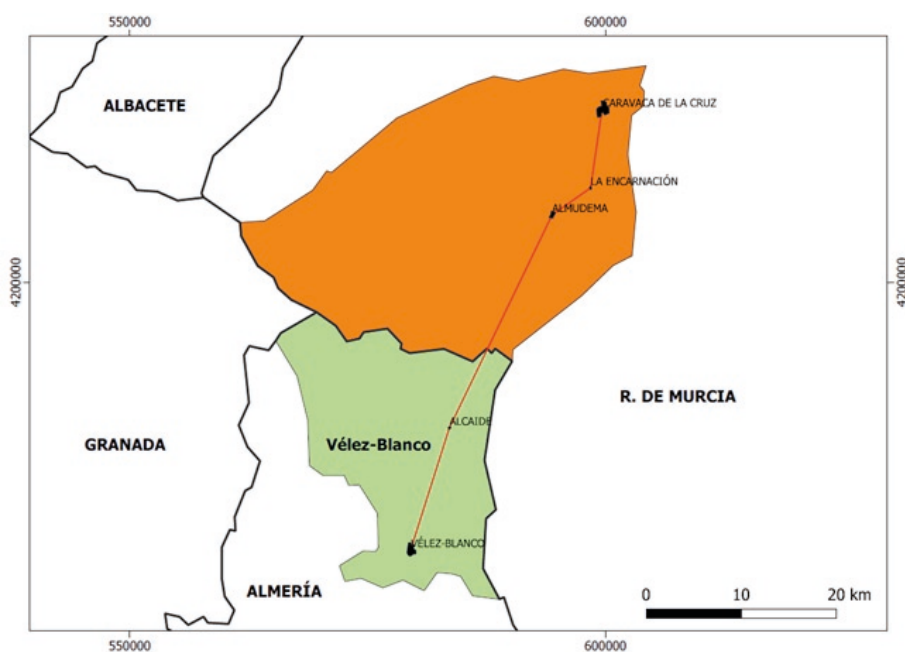 550000
600000
ALBACETE
CARAVACA DE LA CRUZ
LA ENCARNACIÓN
ALMUDEMA
4200000
4200000
R. DE MURCIA
ALCAIDE
GRANADA
Vélez-Blanco
VÉLEZ-BLANCO
ALMERÍA
0
10
20 km
550000
600000